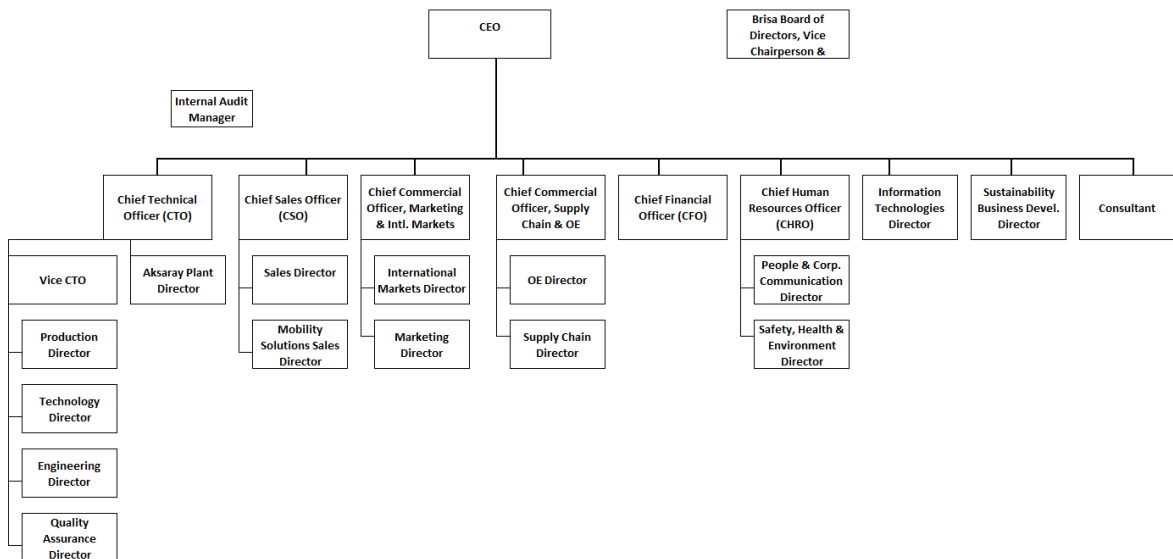 CEO
Brisa Board of
Directors, Vice
Chairperson &
Internal Audit
Manager
Chief Technical
Officer (CTO)
Chief Sales Officer
(CSO)
Chief Commercial
Officer, Marketing
& Intl. Markets
Chief Commercial
Officer, Supply
Chain & OE
Chief Financial
Officer (CFO)
Chief Human
Resources Officer
(CHRO)
Information
Technologies
Director
Sustainability
Business Devel.
Director
Consultant
Vice CTO
Aksaray Plant
Director
Sales Director
International
Markets Director
OE Director
People & Corp.
Communication
Director
Production
Director
Mobility
Solutions Sales
Director
Marketing
Director
Supply Chain
Director
Safety, Health &
Environment
Director
Technology
Director
Engineering
Director
Quality
Assurance
Director